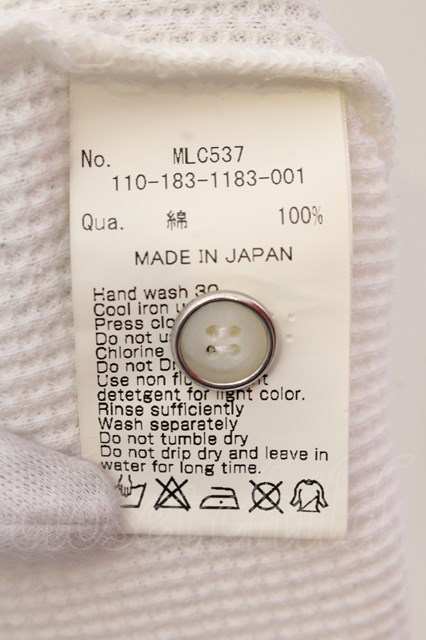 No. MLC537
110-183-1183-001
Qua. 綿 100%
MADE IN JAPAN
Hand wash 30
Cool iron
Press
Do not
Chlorine
Do not
Use non
detetgent for light color.
Rinse sufficiently
Wash separately
Do not tumble dry
Do not drip dry and leave in
water for long time.